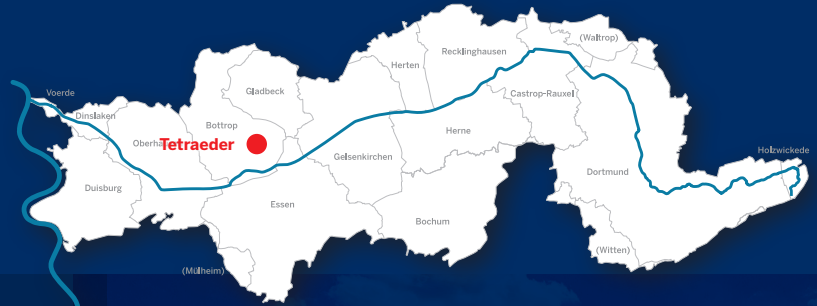 (Waltrop)
Recklinghausen
Herten
Gladbeck
Voerde
Castrop-Rauxel
Dinslaken
Bottrop
Herne
Tetraeder
Holzwickede
Gelsenkirchen
Dortmund
Duisburg
Essen
Bochum
(Witten)
(Mülheim)